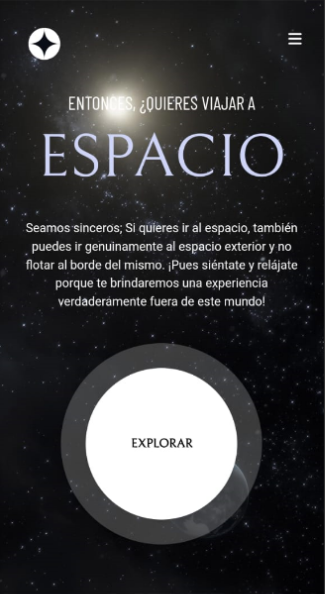 ENTONCES, ¿QUIERES VIAJAR A
ESPACIO
Seamos sinceros; Si quieres ir al espacio, también
puedes ir genuinamente al espacio exterior y no
flotar al borde del mismo. ¡Pues siéntate y relájate
porque te brindaremos una experiencia
verdaderamente fuera de este mundo!
EXPLORAR